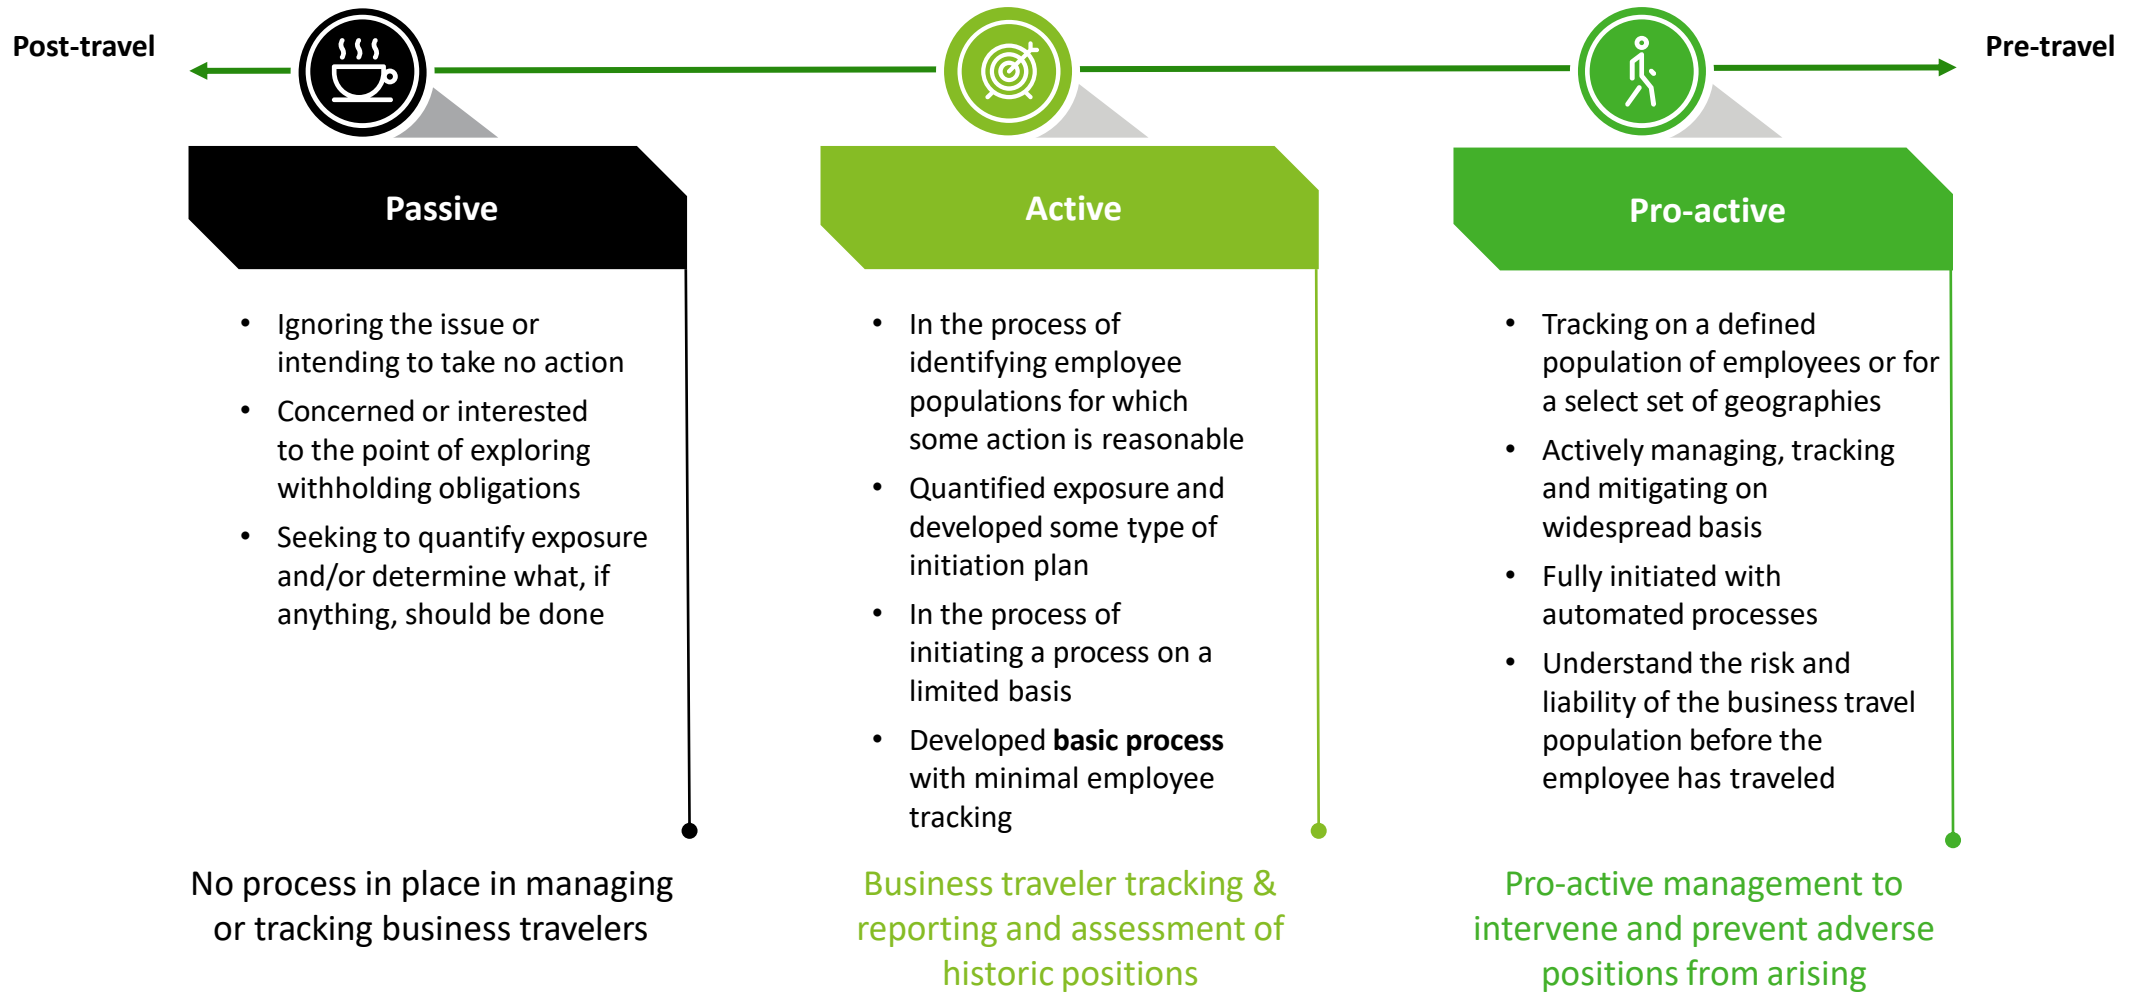 Post-travel
Pre-travel
Passive
• Ignoring the issue or
intending to take no action
• Concerned or interested
to the point of exploring
withholding obligations
• Seeking to quantify exposure
and/or determine what, if
anything, should be done
No process in place in managing
or tracking business travelers
Active
• In the process of
identifying employee
populations for which
some action is reasonable
• Quantified exposure and
developed some type of
initiation plan
• In the process of
initiating a process on a
limited basis
• Developed basic process
with minimal employee
tracking
Business traveler tracking &
reporting and assessment of
historic positions
Pro-active
• Tracking on a defined
population of employees or for
a select set of geographies
• Actively managing, tracking
and mitigating on
widespread basis
• Fully initiated with
automated processes
• Understand the risk and
liability of the business travel
population before the
employee has traveled
Pro-active management to
intervene and prevent adverse
positions from arising